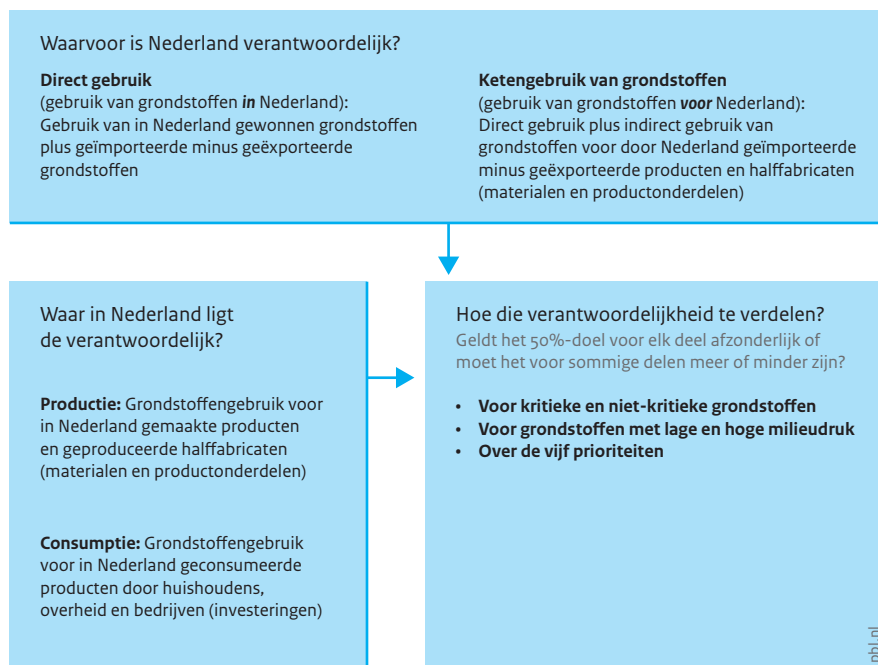 Waarvoor is Nederland verantwoordelijk?
Direct gebruik
(gebruik van grondstoffen in Nederland):
Gebruik van in Nederland gewonnen grondstoffen
plus geïmporteerde minus geëxporteerde
grondstoffen
Ketengebruik van grondstoffen
(gebruik van grondstoffen voor Nederland):
Direct gebruik plus indirect gebruik van
grondstoffen voor door Nederland geïmporteerde
minus geëxporteerde producten en halffabricaten
(materialen en productonderdelen)
Waar in Nederland ligt
de verantwoordelijk?
Productie: Grondstoffengebruik voor
in Nederland gemaakte producten
en geproduceerde halffabricaten
(materialen en productonderdelen)
Consumptie: Grondstoffengebruik
voor in Nederland geconsumeerde
producten door huishoudens,
overheid en bedrijven (investeringen)
Hoe die verantwoordelijkheid te verdelen?
Geldt het 50%-doel voor elk deel afzonderlijk of
moet het voor sommige delen meer of minder zijn?
• Voor kritieke en niet-kritieke grondstoffen
• Voor grondstoffen met lage en hoge milieudruk
• Over de vijf prioriteiten
pbl.nl